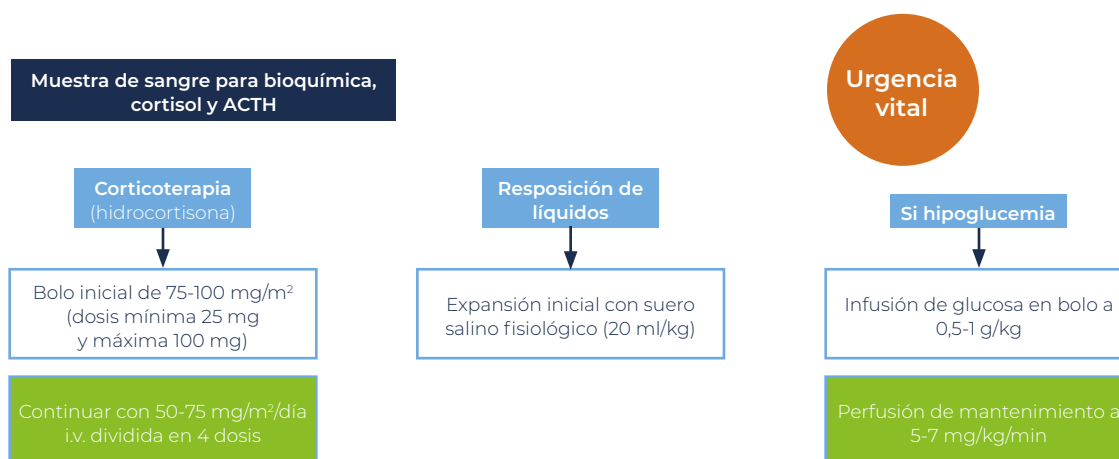 Muestra de sangre para bioquímica,
cortisol y ACTH
Urgencia
vital
Corticoterapia
(hidrocortisona)
Bolo inicial de 75-100 mg/m²
(dosis mínima 25 mg
y máxima 100 mg)
Continuar con 50-75 mg/m²/día
i.v. dividida en 4 dosis
Resposición de
líquidos
Expansión inicial con suero
salino fisiológico (20 ml/kg)
Si hipoglucemia
Infusión de glucosa en bolo a
0,5-1 g/kg
Perfusión de mantenimiento a
5-7 mg/kg/min